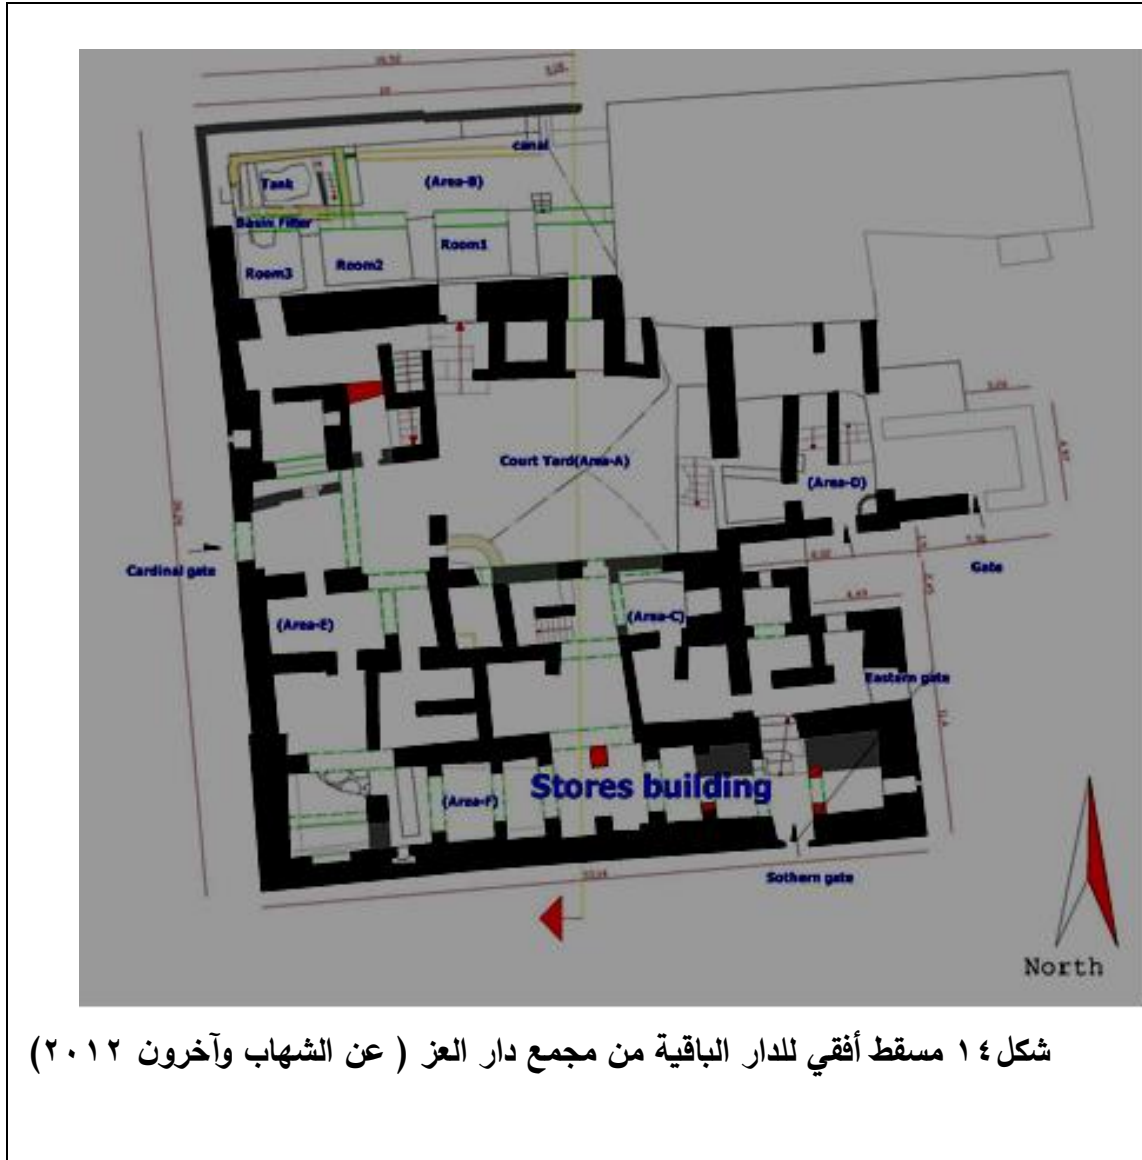 canal
Tank
(Area-B)
Basin Filter
Room1
Room2
Room3
Court Yard(Area-A)
(Area-D)
Cardinal gate
Gate
(Area-E)
(Area-C)
Eastern gate
Stores building
(Area-F)
Sothern gate
North
شكل١٤ مسقط أفقي للدار الباقية من مجمع دار العز ( عن الشهاب وآخرون ٢٠١٢)